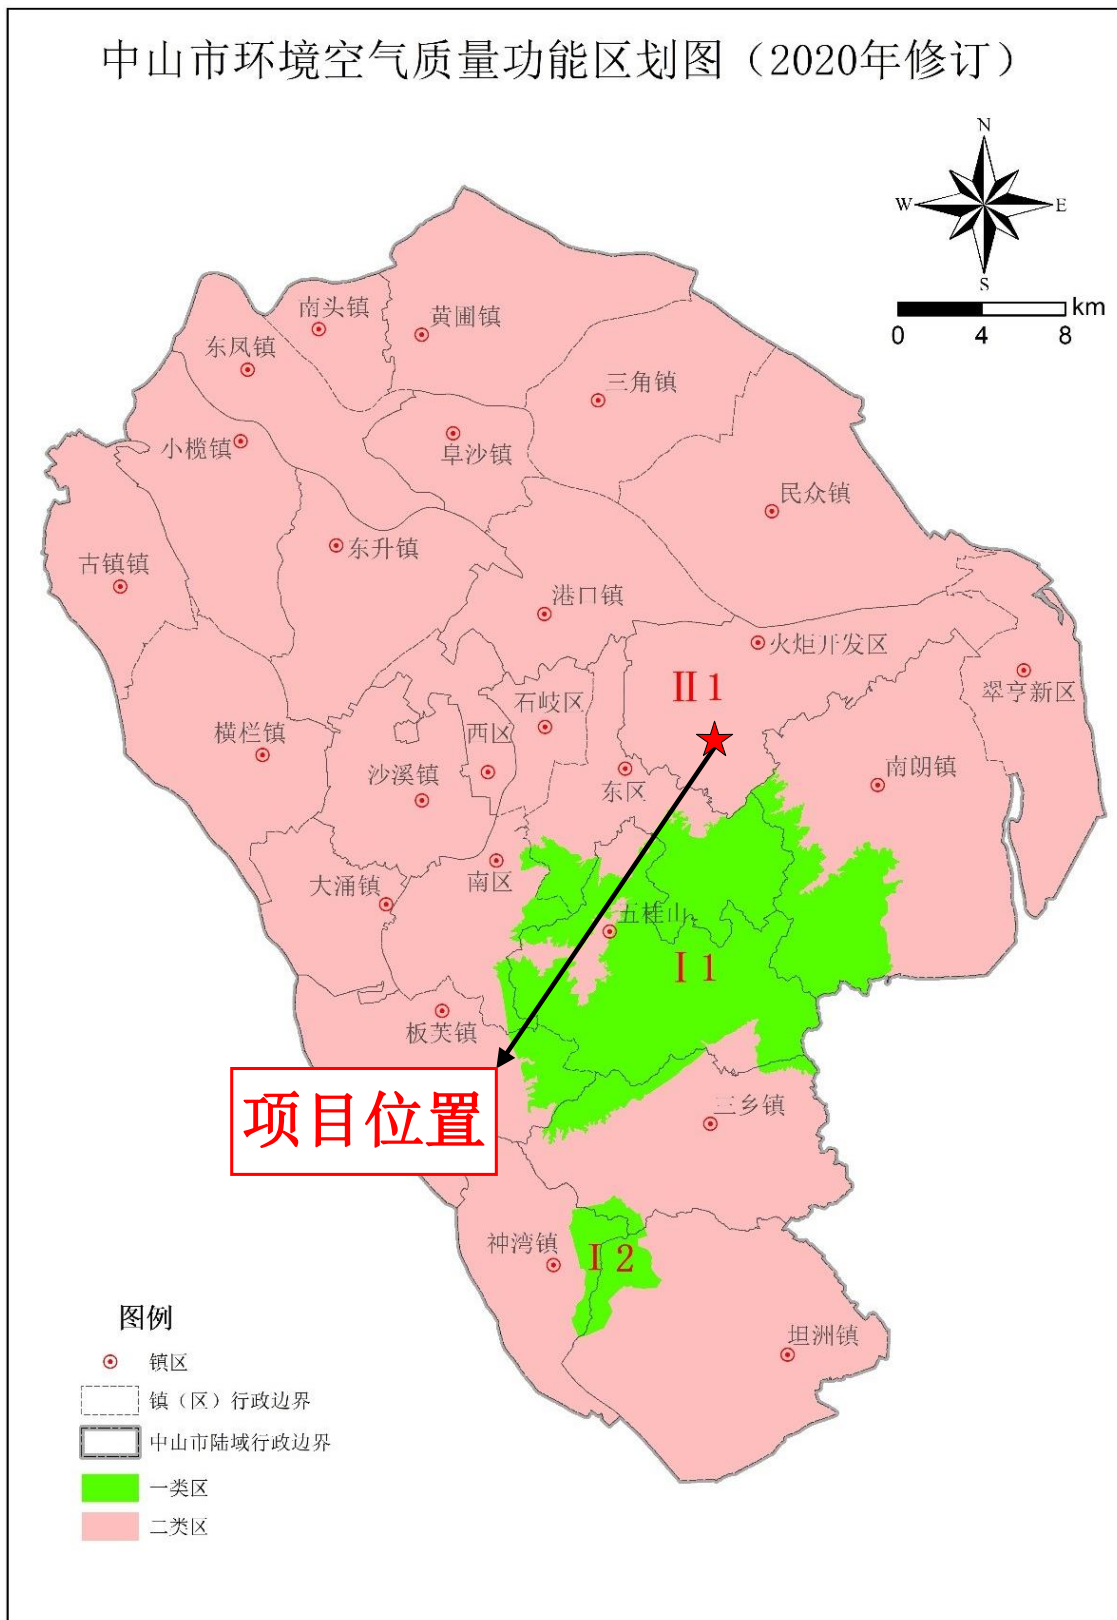 中山市环境空气质量功能区划图（2020年修订）
N
W
E
S
km
0
4
8
南头镇
黄圃镇
东凤镇
三角镇
小榄镇
阜沙镇
民众镇
东升镇
古镇镇
港口镇
火炬开发区
翠亨新区
Ⅱ1
石岐区
西区
横栏镇
沙溪镇
东区
南朗镇
南区
大涌镇
五桂山
Ⅰ1
板芙镇
项目位置
三乡镇
神湾镇
Ⅰ2
坦洲镇
图例
镇区
镇（区）行政边界
中山市陆域行政边界
一类区
二类区